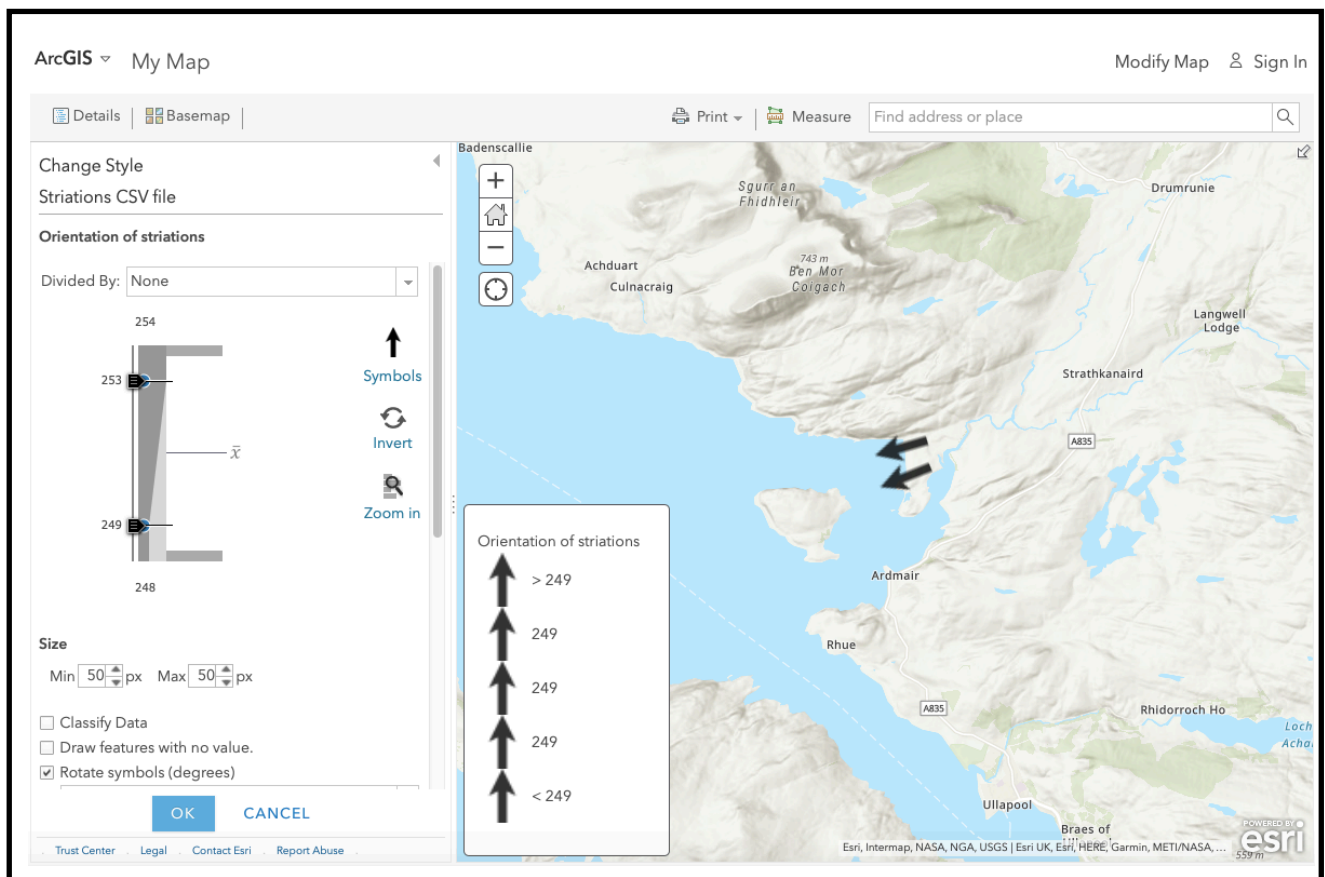 ArcGIS My Map
Modify Map Sign In
Details Basemap
Print Measure Find address or place
Change Style
Striations CSV file
Orientation of striations
Divided By: None
254
253
x̄
249
248
Symbols
Invert
Zoom in
Size
Min 50 px Max 50 px
Classify Data
Draw features with no value.
Rotate symbols (degrees)
OK CANCEL
Trust Center Legal Contact Esri Report Abuse
Badenscallie
Sgurr an
Fhidhleir
Drumrunie
Achduart
Culnacraig
743 m
Ben Mor
Coigach
Langwell
Lodge
Strathkanaird
A835
Ardmair
Rhue
A835
Rhidorroch Ho
Loch
Acha
Ullapool
Braes of
Orientation of striations
> 249
249
249
249
< 249
POWERED BY
esri
Esri, Intermap, NASA, NGA, USGS | Esri UK, Esri, HERE, Garmin, METI/NASA, ...
559 m